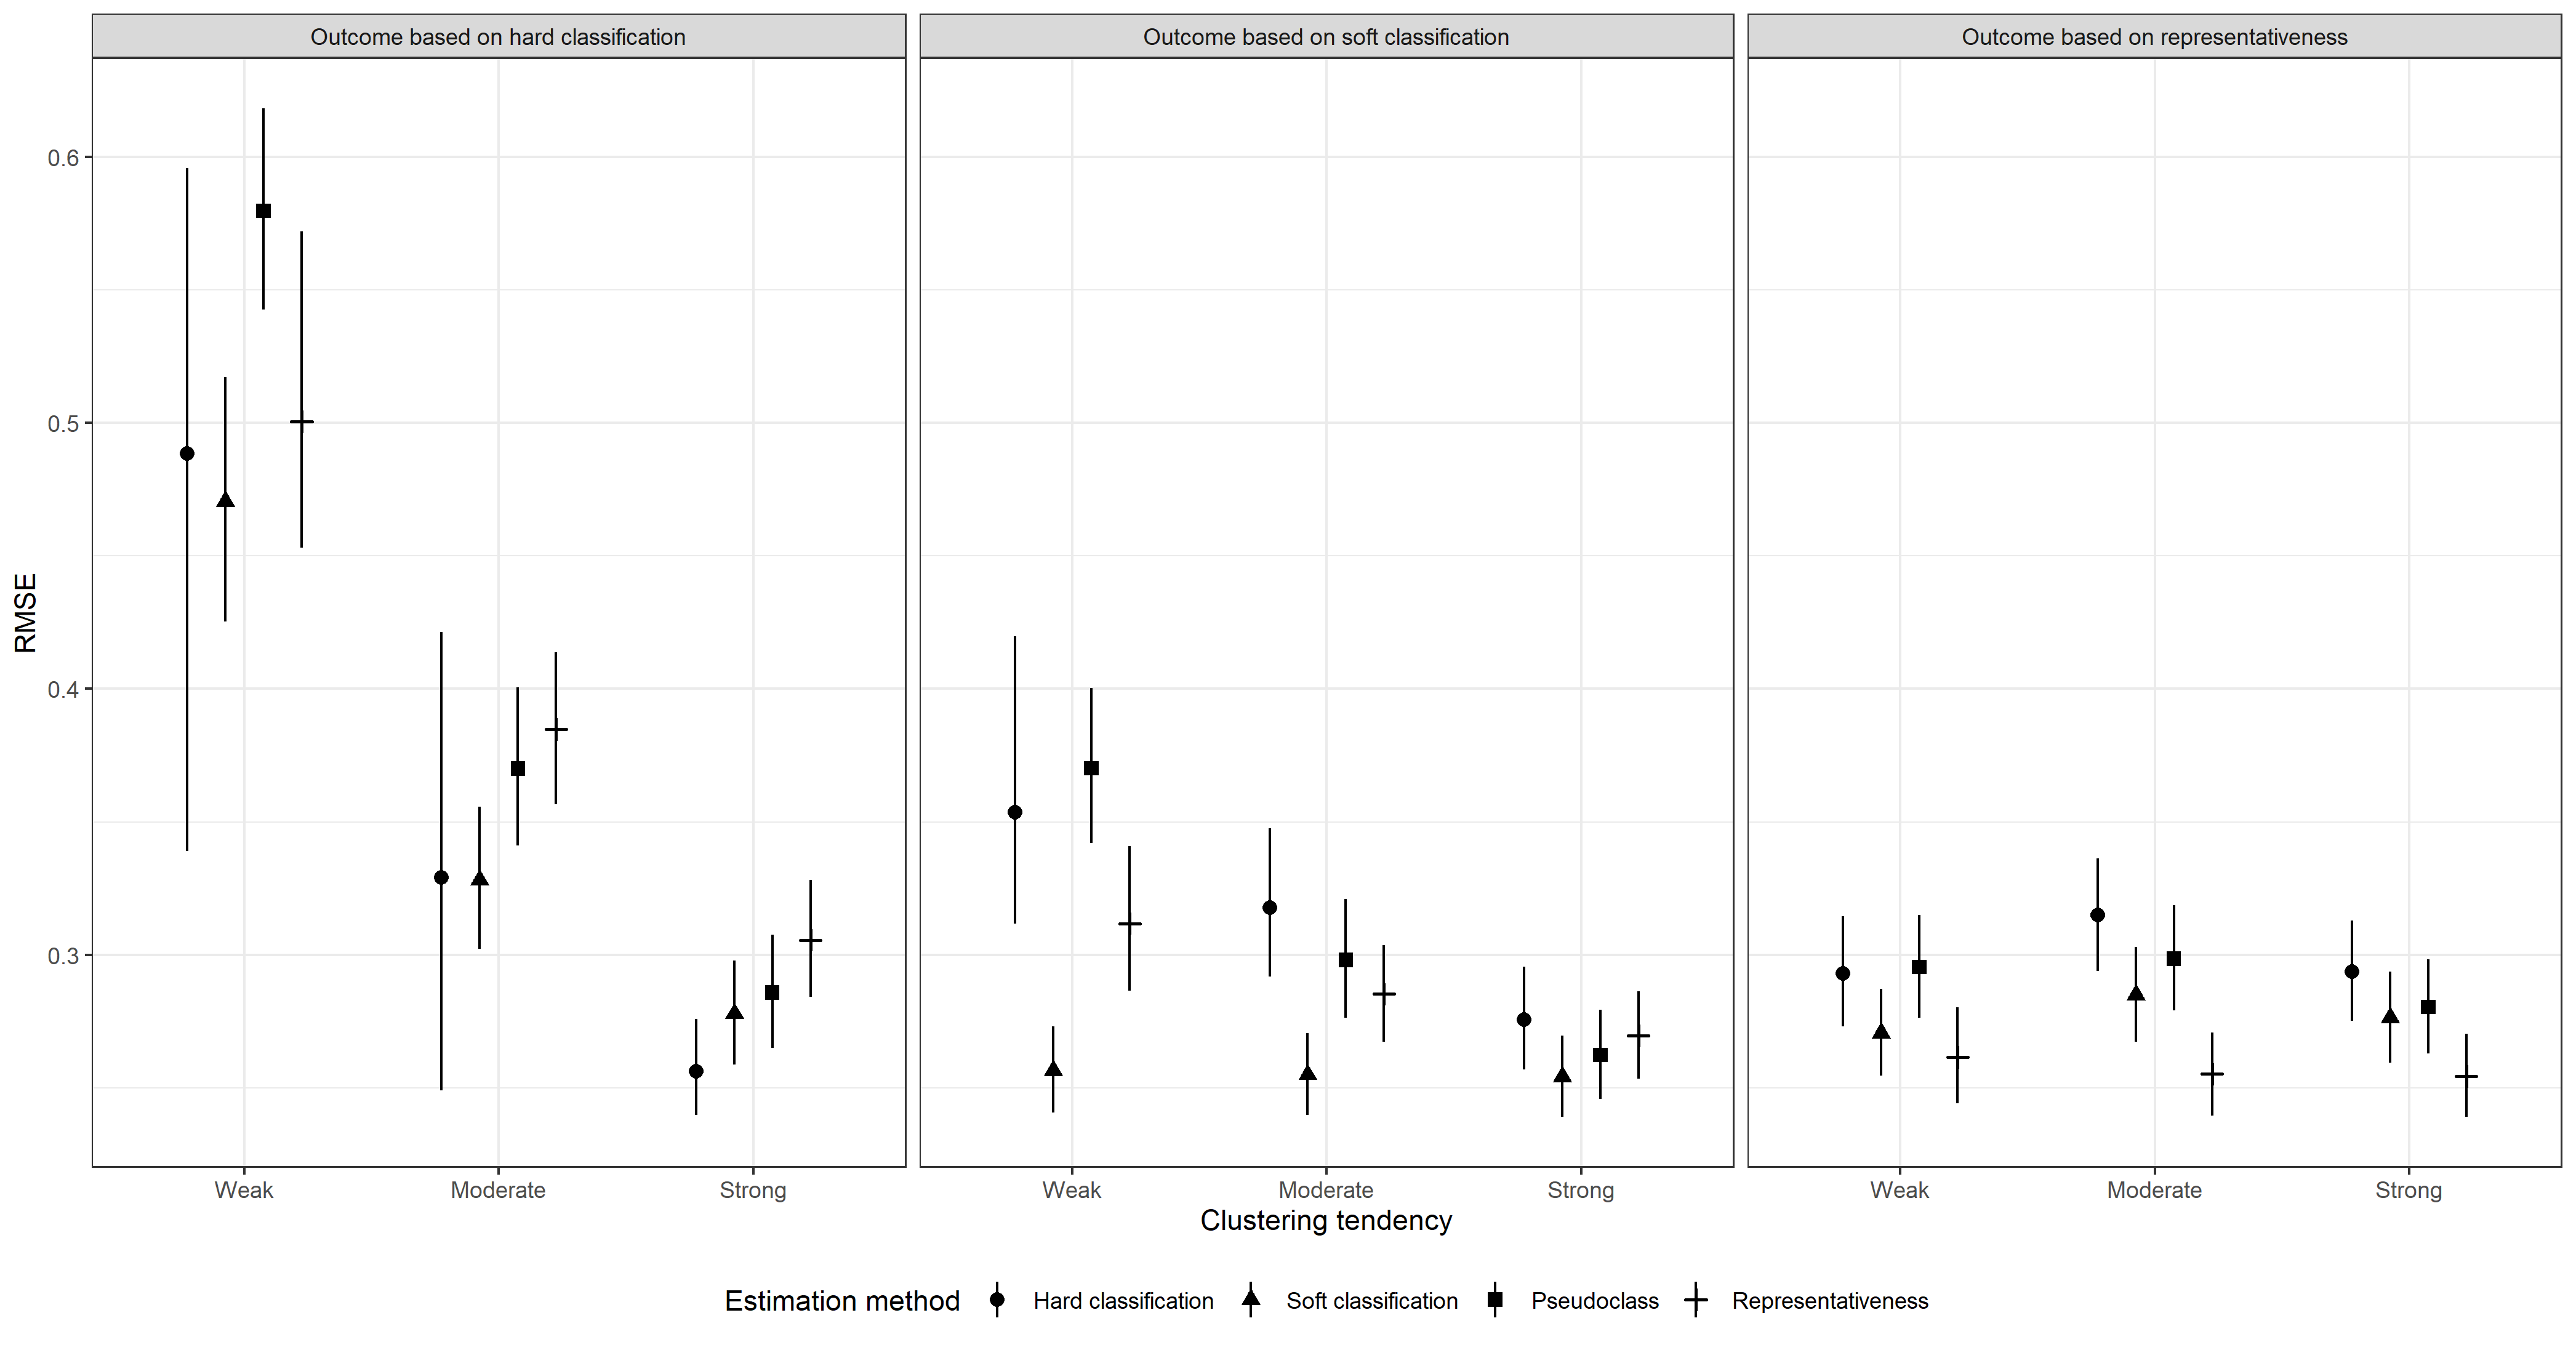 Outcome based on hard classification
Outcome based on soft classification
Outcome based on representativeness
RMSE
0.6
0.5
0.4
0.3
Weak Moderate Strong
Weak Moderate Strong
Weak Moderate Strong
Clustering tendency
Estimation method Hard classification Soft classification Pseudoclass Representativeness